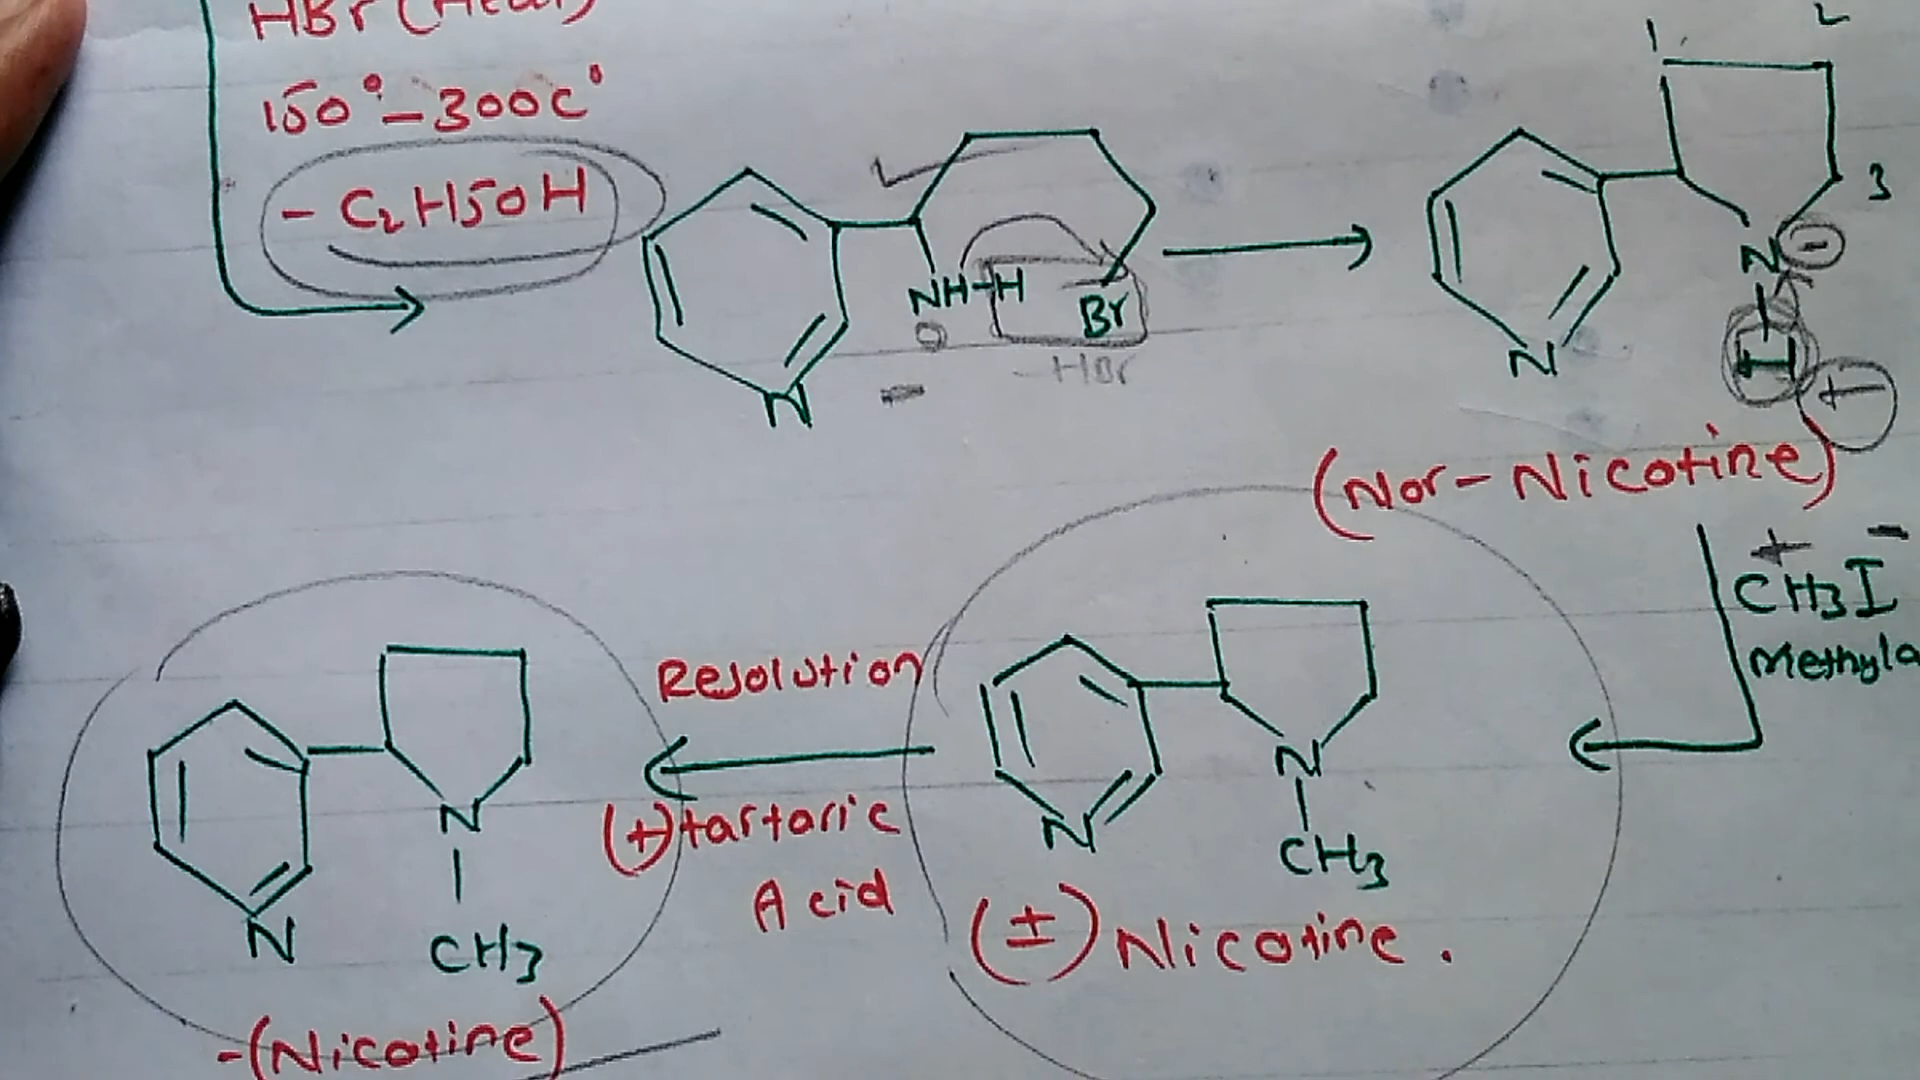 HBr (Heat)
150° - 300c°
- C2H5OH
NH-H
Br
- HBr
N
1
2
3
N -
H
+
N
(Nor-Nicotine)
+ -
CH3I
Methyla
Resolution
(+) tartaric
Acid
N
N
CH3
(±) Nicotine.
N
N
CH3
-(Nicotine)